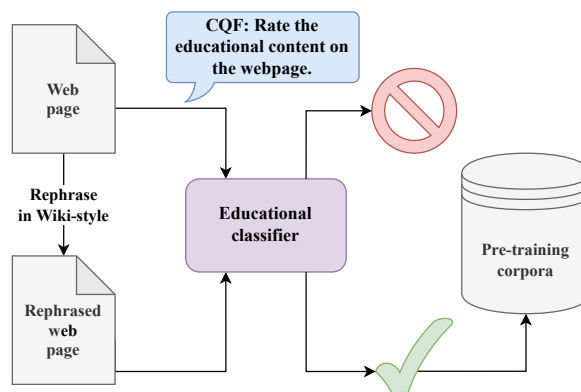 CQF: Rate the
educational content on
the webpage.
Web
page
Rephrase
in Wiki-style
Educational
classifier
Pre-training
corpora
Rephrased
web
page